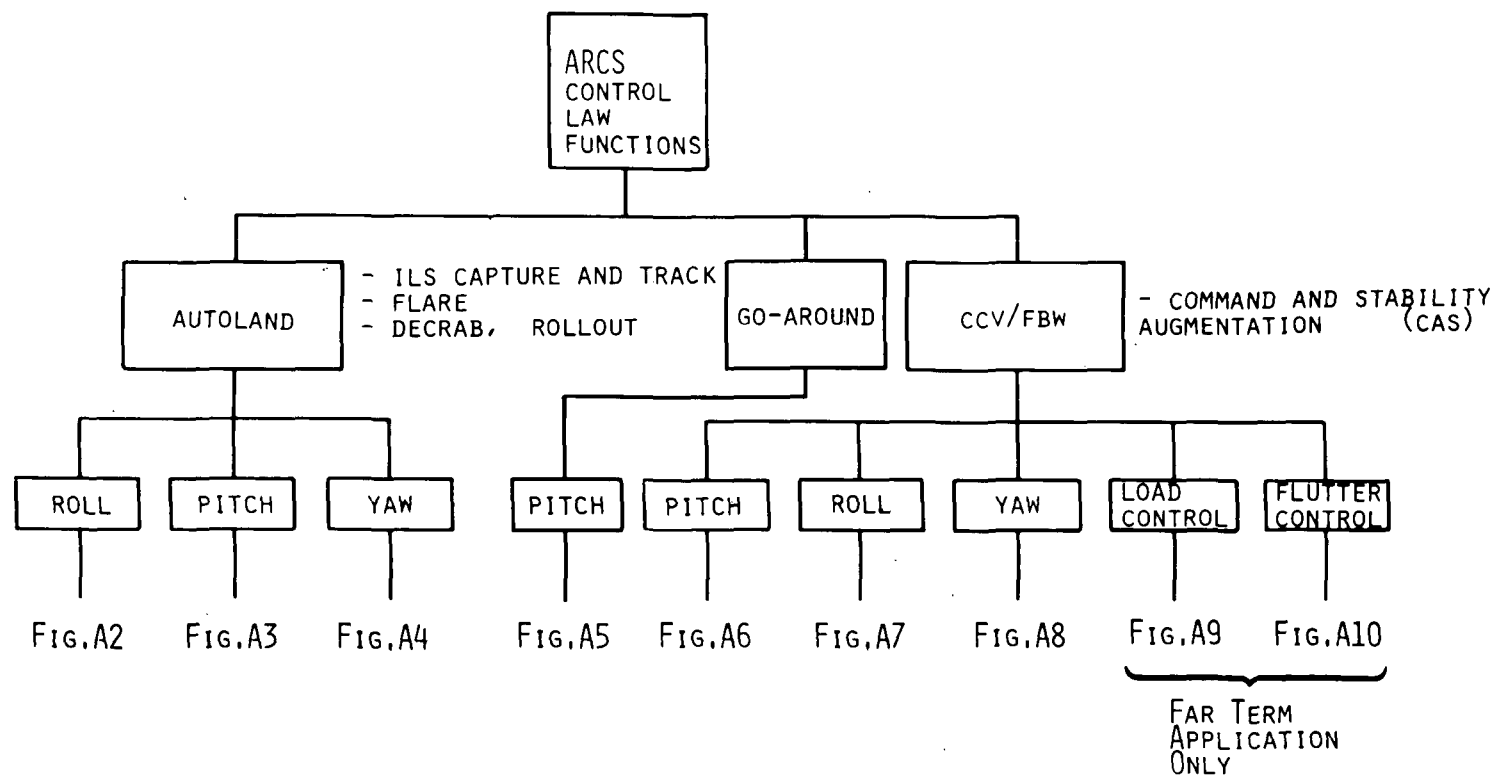 ARCS
CONTROL
LAW
FUNCTIONS
AUTOLAND
- ILS CAPTURE AND TRACK
- FLARE
- DECRAB, ROLLOUT
GO-AROUND
CCV/FBW
- COMMAND AND STABILITY
AUGMENTATION (CAS)
ROLL
PITCH
YAW
PITCH
PITCH
ROLL
YAW
LOAD
CONTROL
FLUTTER
CONTROL
FIG.A2
FIG.A3
FIG.A4
FIG.A5
FIG.A6
FIG.A7
FIG.A8
FIG.A9
FIG.A10
FAR TERM
APPLICATION
ONLY